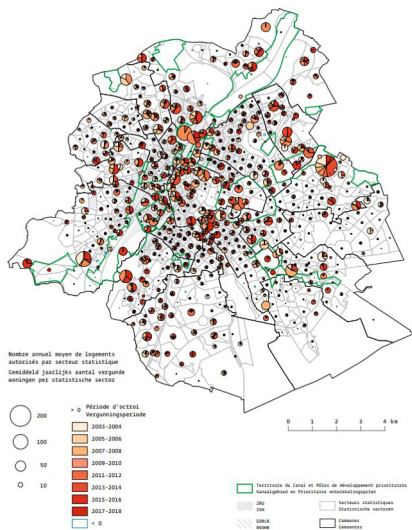 Nombre annuel moyen de logements
autorisés par secteur statistique
Gemiddeld jaarlijks aantal vergunde
woningen per statistische sector
200
100
50
10
> 0
Période d'octroi
Vergunningsperiode
2003-2004
2005-2006
2007-2008
2009-2010
2011-2012
2013-2014
2015-2016
2017-2018
< 0
0 1 2 3 4 km
Territoire du Canal et Pôles de développement prioritaires
Kanaalgebied en Prioritaire ontwikkelingspolen
ZRU
ZSH
Secteurs statistiques
Statistische sectoren
EDRLR
RVOHR
Communes
Gemeentes